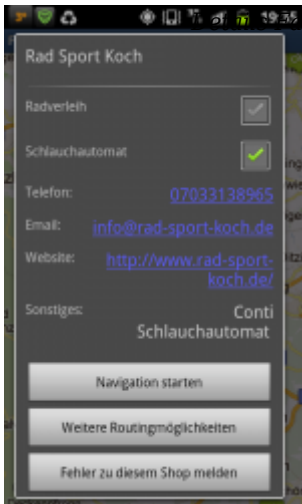 19:35
Rad Sport Koch
Radverleih
Schlauchautomat
Telefon: 07033138965
Email: info@rad-sport-koch.de
Website: http://www.rad-sport-
koch.de/
Sonstiges: Conti
Schlauchautomat
Navigation starten
Weitere Routingmöglichkeiten
Fehler zu diesem Shop melden